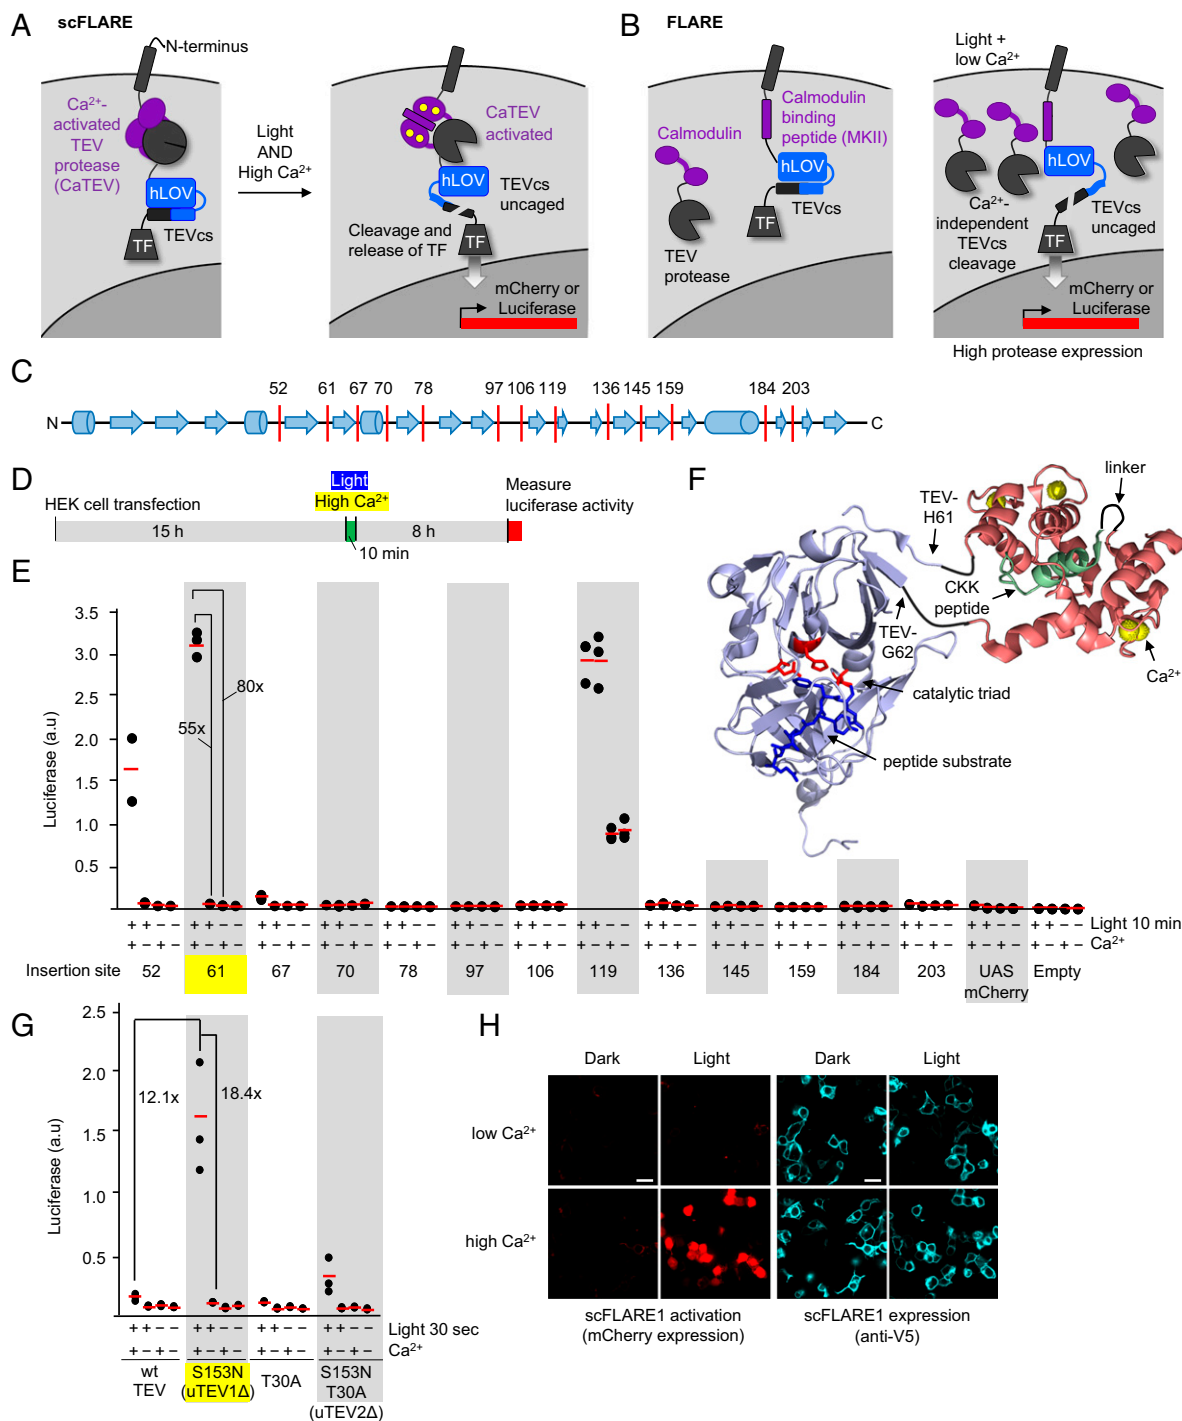 A
scFLARE
N-terminus
Ca²⁺-
activated
TEV
protease
(CaTEV)
hLOV
TEVcs
TF
Light
AND
High Ca²⁺
CaTEV
activated
hLOV
TEVcs
uncaged
Cleavage and
release of TF
TF
mCherry or
Luciferase
B
FLARE
Calmodulin
TEV
protease
Calmodulin
binding
peptide (MKII)
hLOV
TEVcs
TF
Light +
low Ca²⁺
hLOV
Ca²⁺-
independent
TEVcs
cleavage
TEVcs
uncaged
TF
mCherry or
Luciferase
High protease expression
C
52 61 67 70 78 97 106 119 136 145 159 184 203
N C
D
HEK cell transfection
Light
High Ca²⁺
Measure
luciferase activity
15 h
8 h
10 min
E
Luciferase (a.u)
3.5
3.0
2.5
2.0
1.5
1.0
0.5
55x
80x
+ + − − + + − − + + − − + + − − + + − − + + − − + + − − + + − − + + − − + + − − + + − − + + − − + + − − + + − − + + − − Light 10 min
+ − + − + − + − + − + − + − + − + − + − + − + − + − + − + − + − + − + − + − + − + − + − + − + − + − + − + − + − + − + − Ca²⁺
Insertion site 52 61 67 70 78 97 106 119 136 145 159 184 203 UAS Empty
mCherry
F
TEV-
H61
linker
CKK
peptide
TEV-
G62
Ca²⁺
catalytic triad
peptide substrate
G
Luciferase (a.u)
2.5
2.0
1.5
1.0
0.5
12.1x
18.4x
+ + − − + + − − + + − − + + − − Light 30 sec
+ − + − + − + − + − + − + − + − Ca²⁺
wt
TEV
S153N
(uTEV1Δ)
T30A
S153N
T30A
(uTEV2Δ)
H
Dark Light Dark Light
low Ca²⁺
high Ca²⁺
scFLARE1 activation
(mCherry expression)
scFLARE1 expression
(anti-V5)